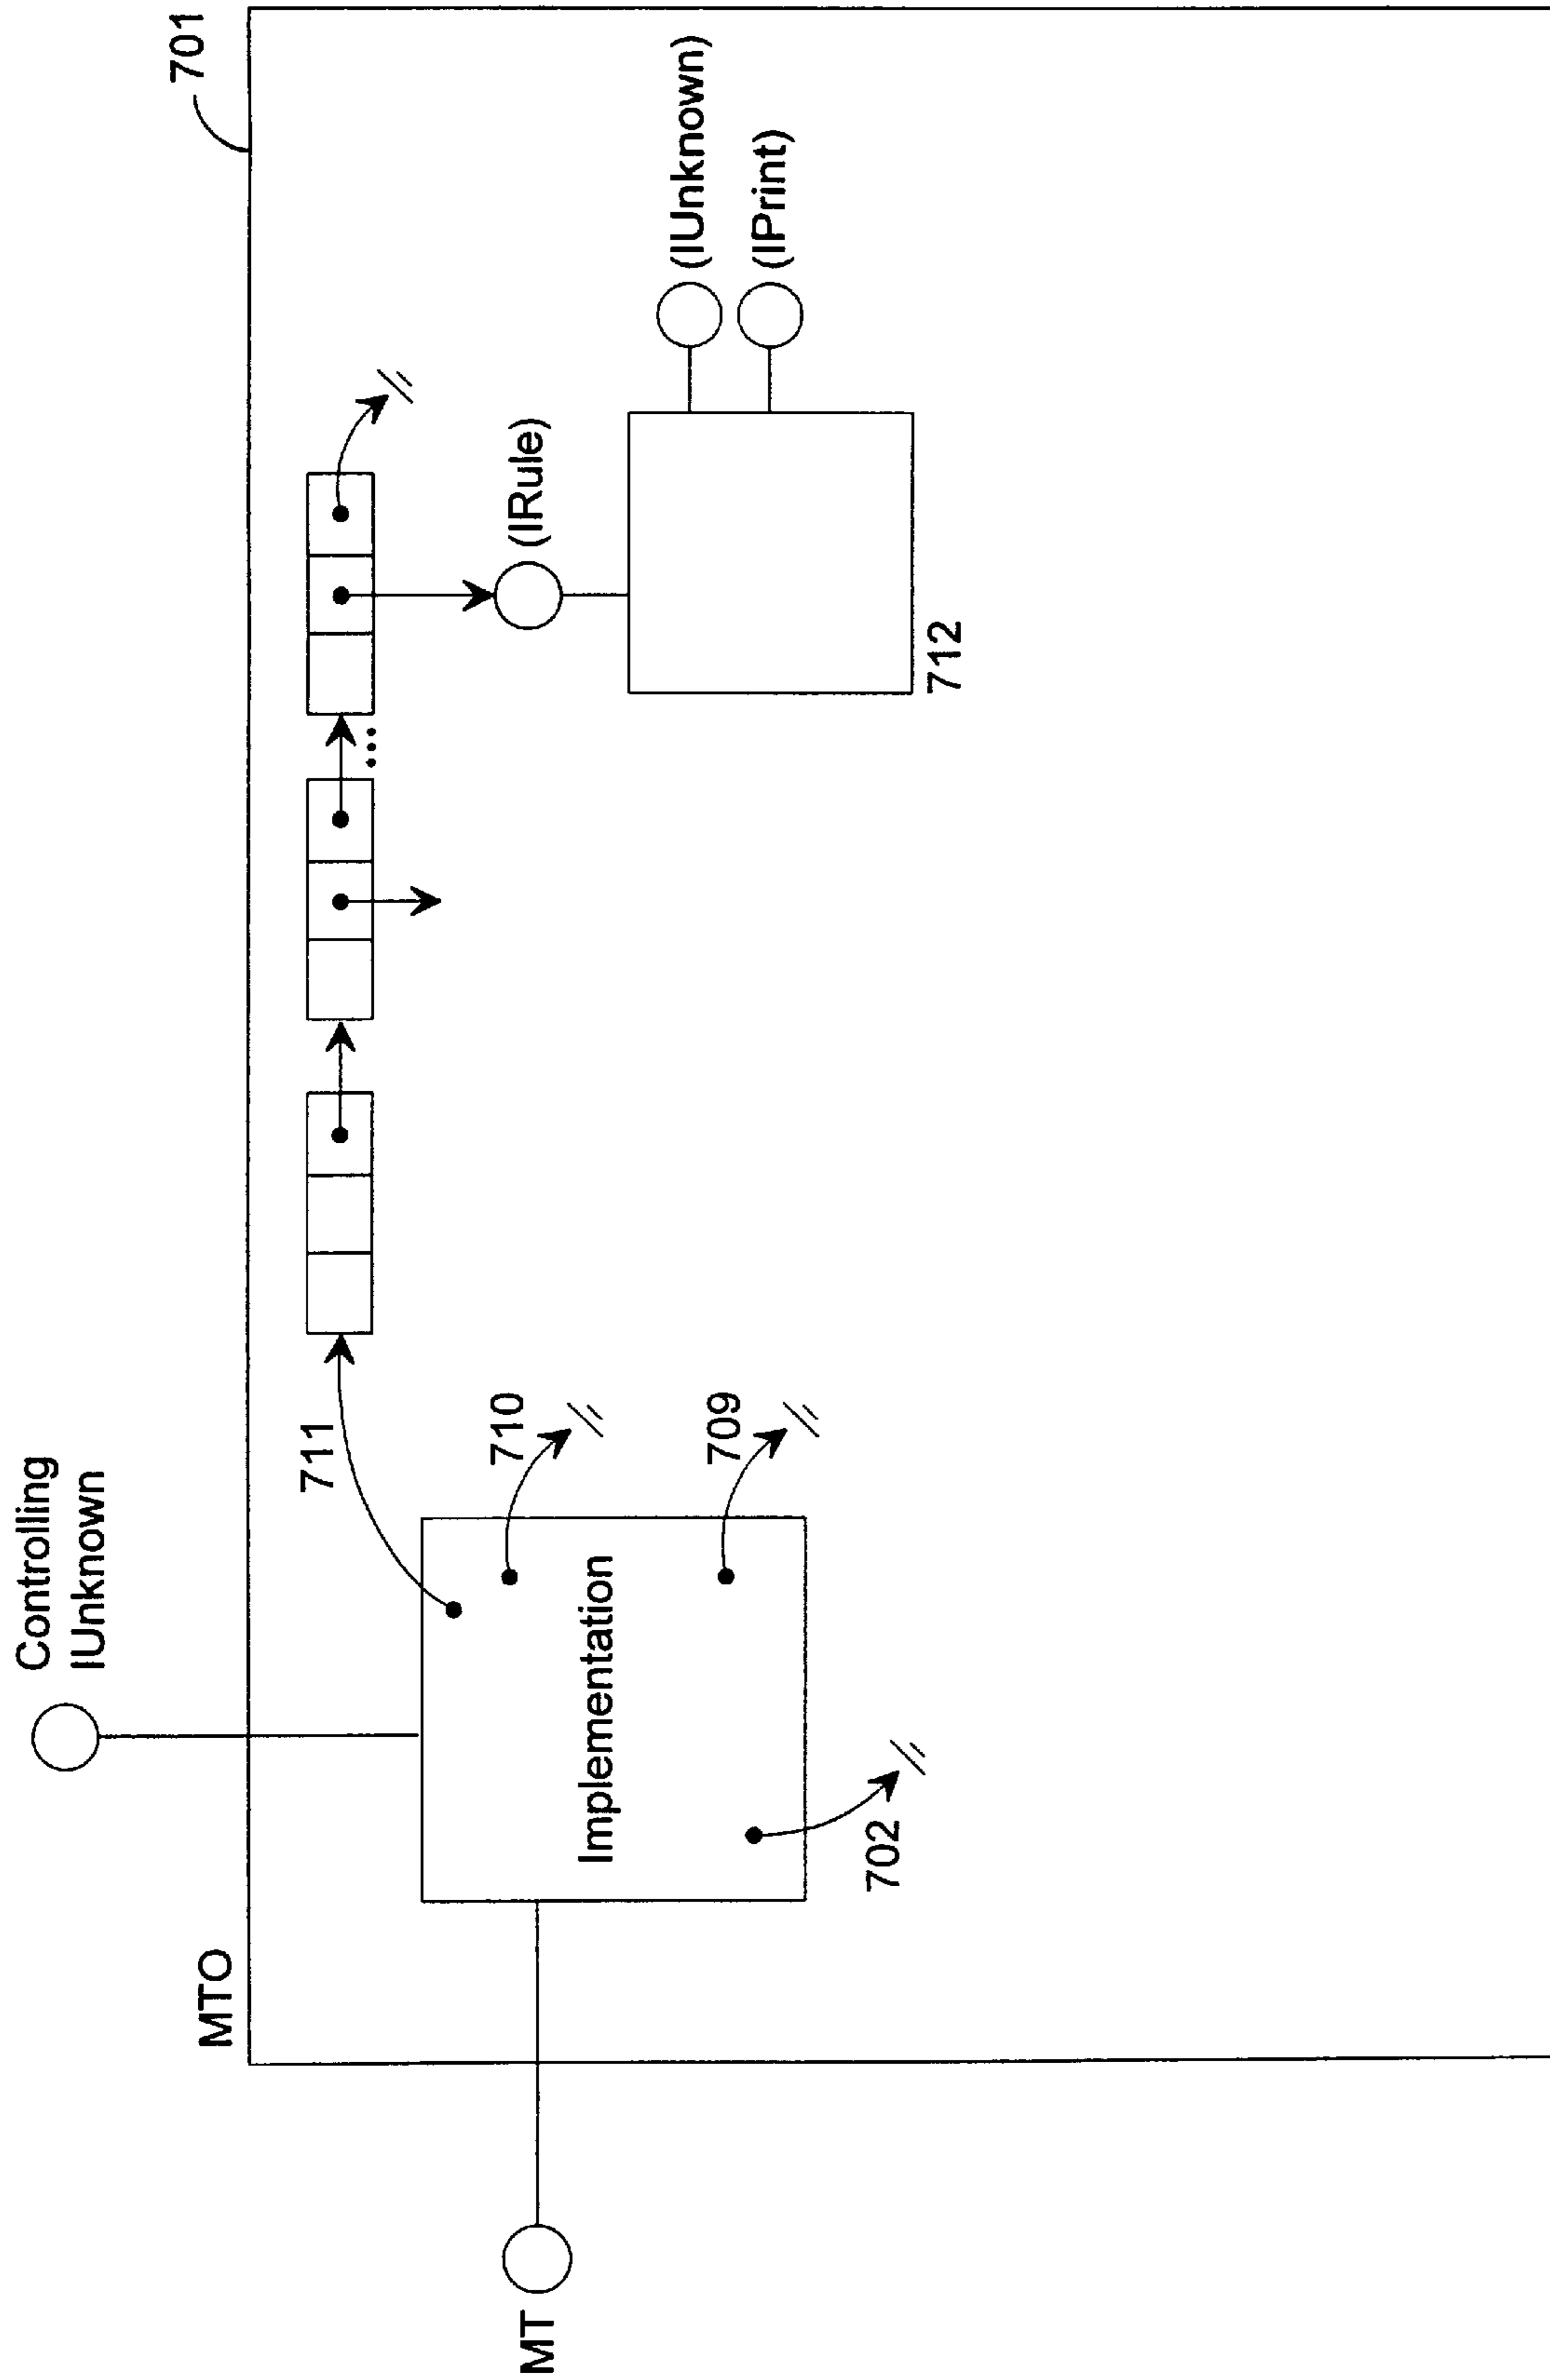 701
Controlling
IUnknown
MTO
711
(IUnknown)
(IPrint)
(IRule)
...
710
709
Implementation
712
MT
702